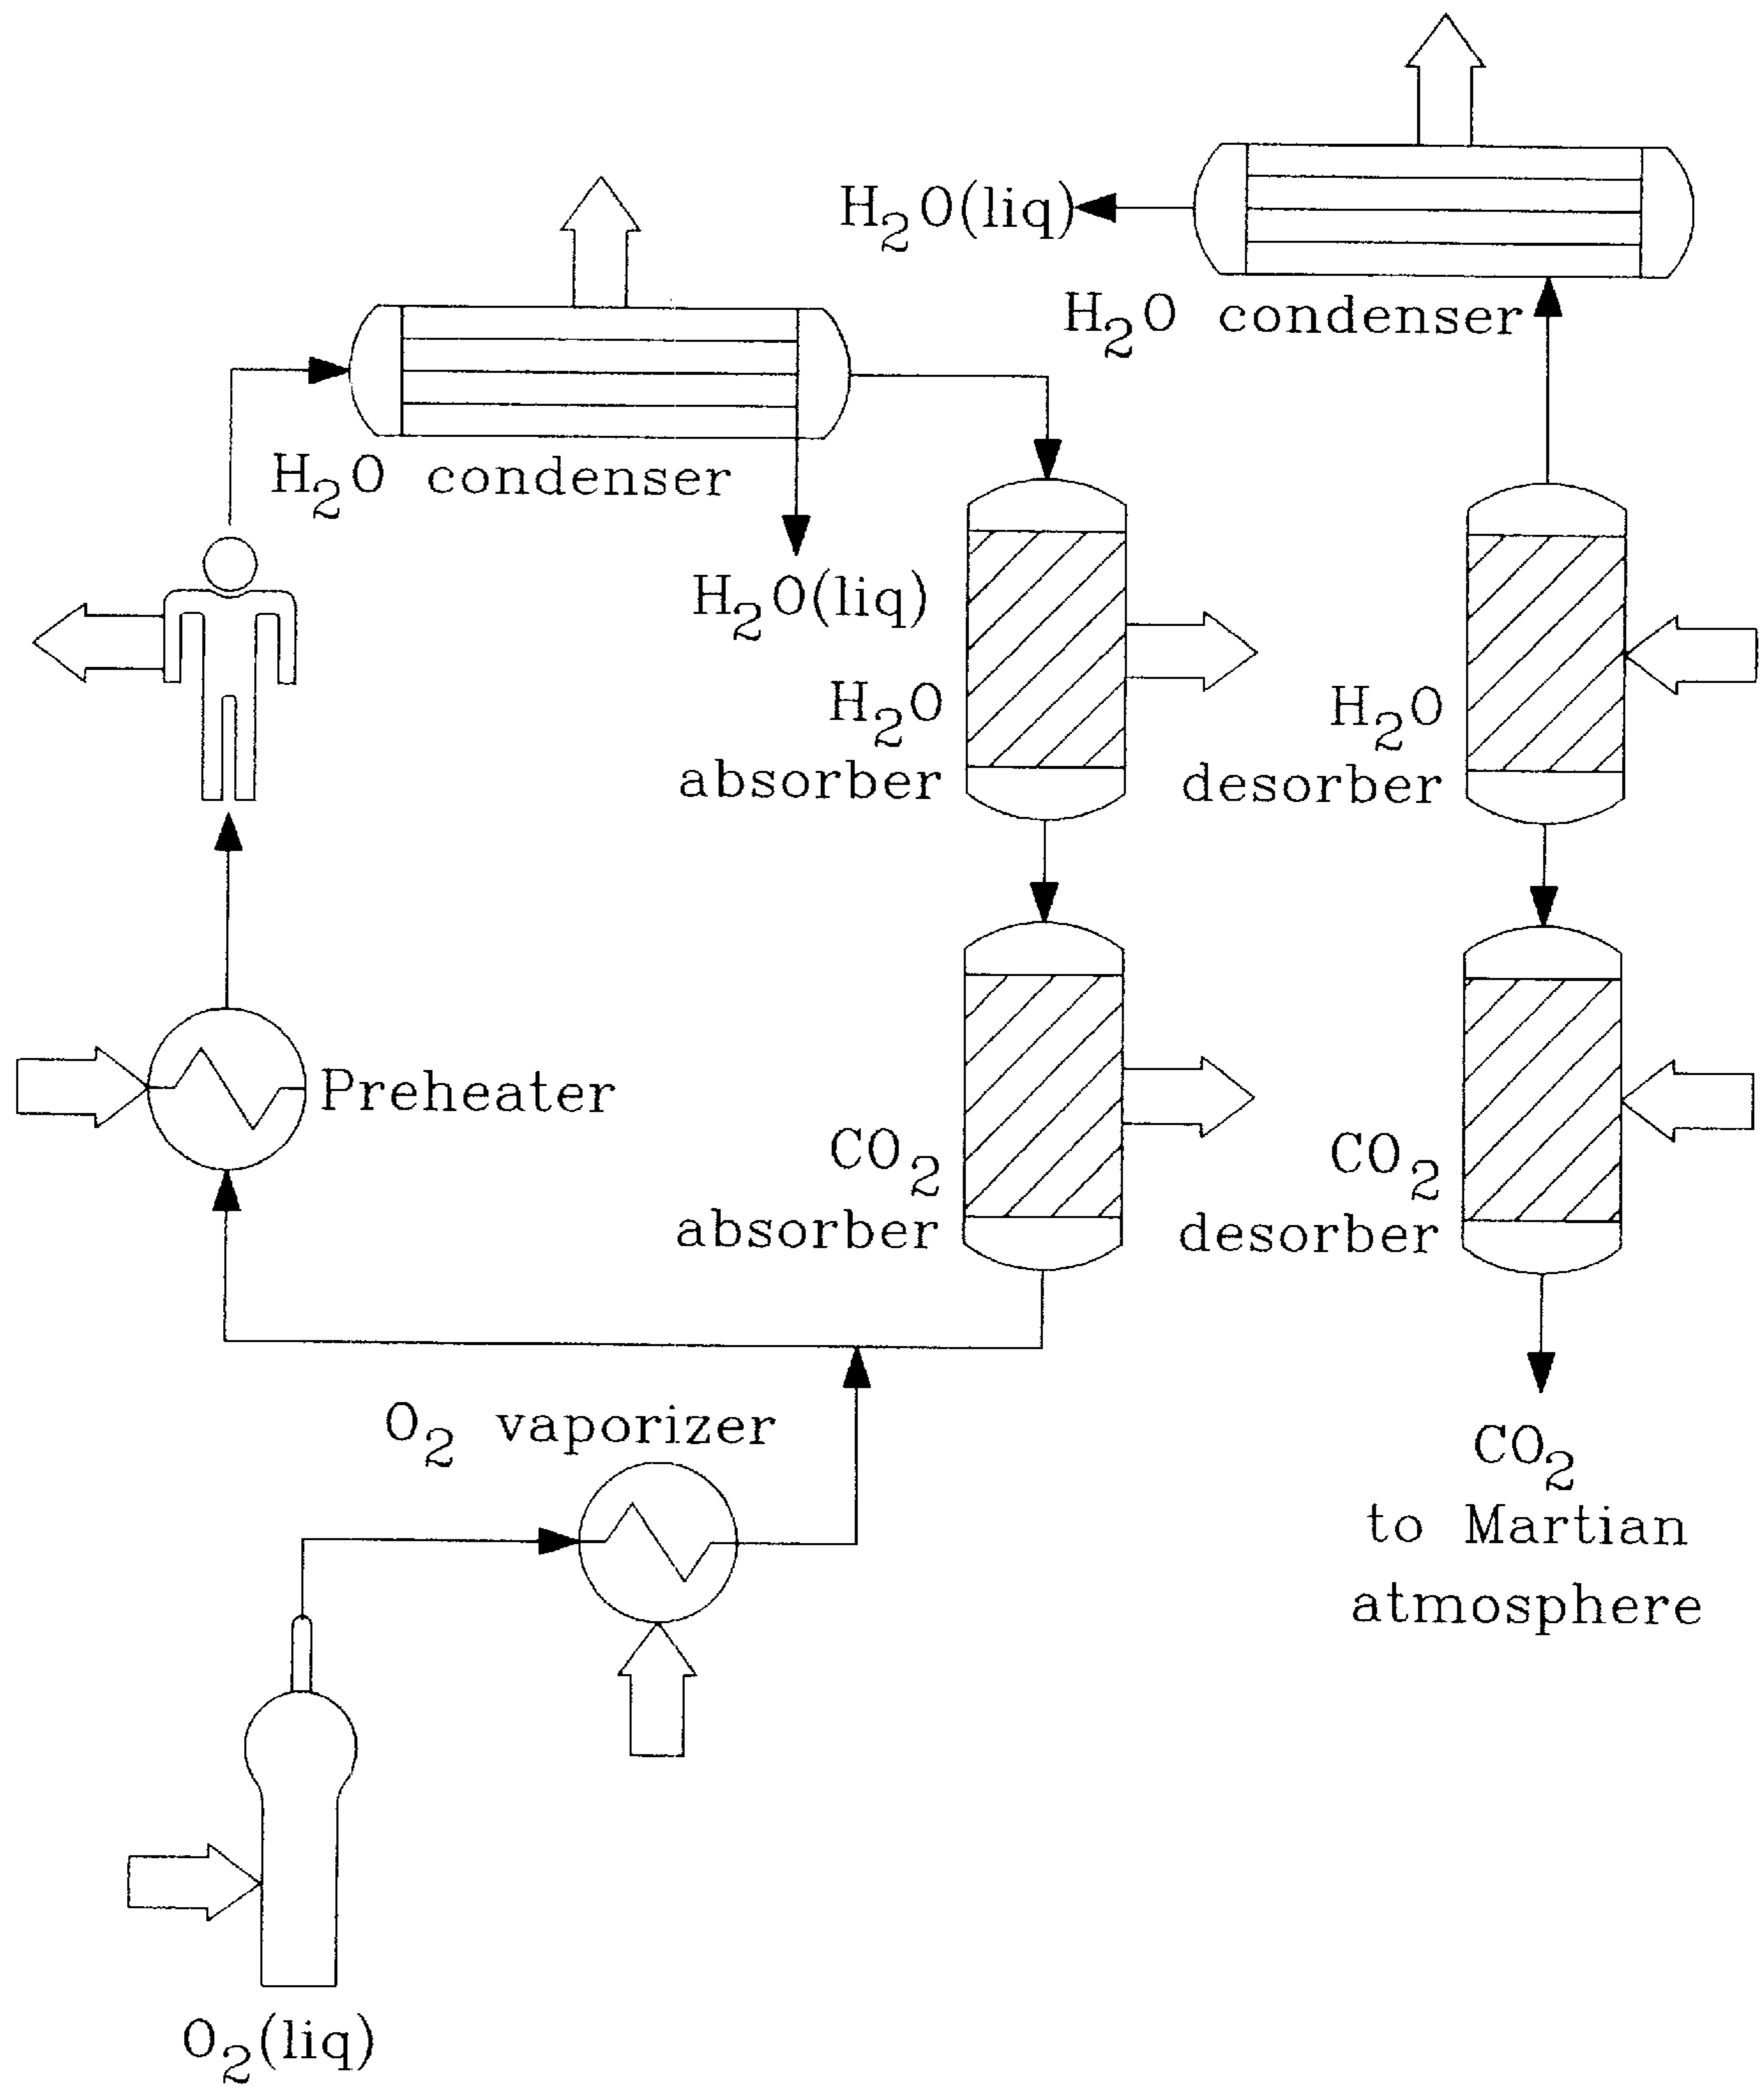 H2O(liq)
H2O condenser
H2O condenser
H2O(liq)
H2O
absorber
H2O
desorber
Preheater
CO2
absorber
CO2
desorber
O2 vaporizer
CO2
to Martian
atmosphere
O2(liq)